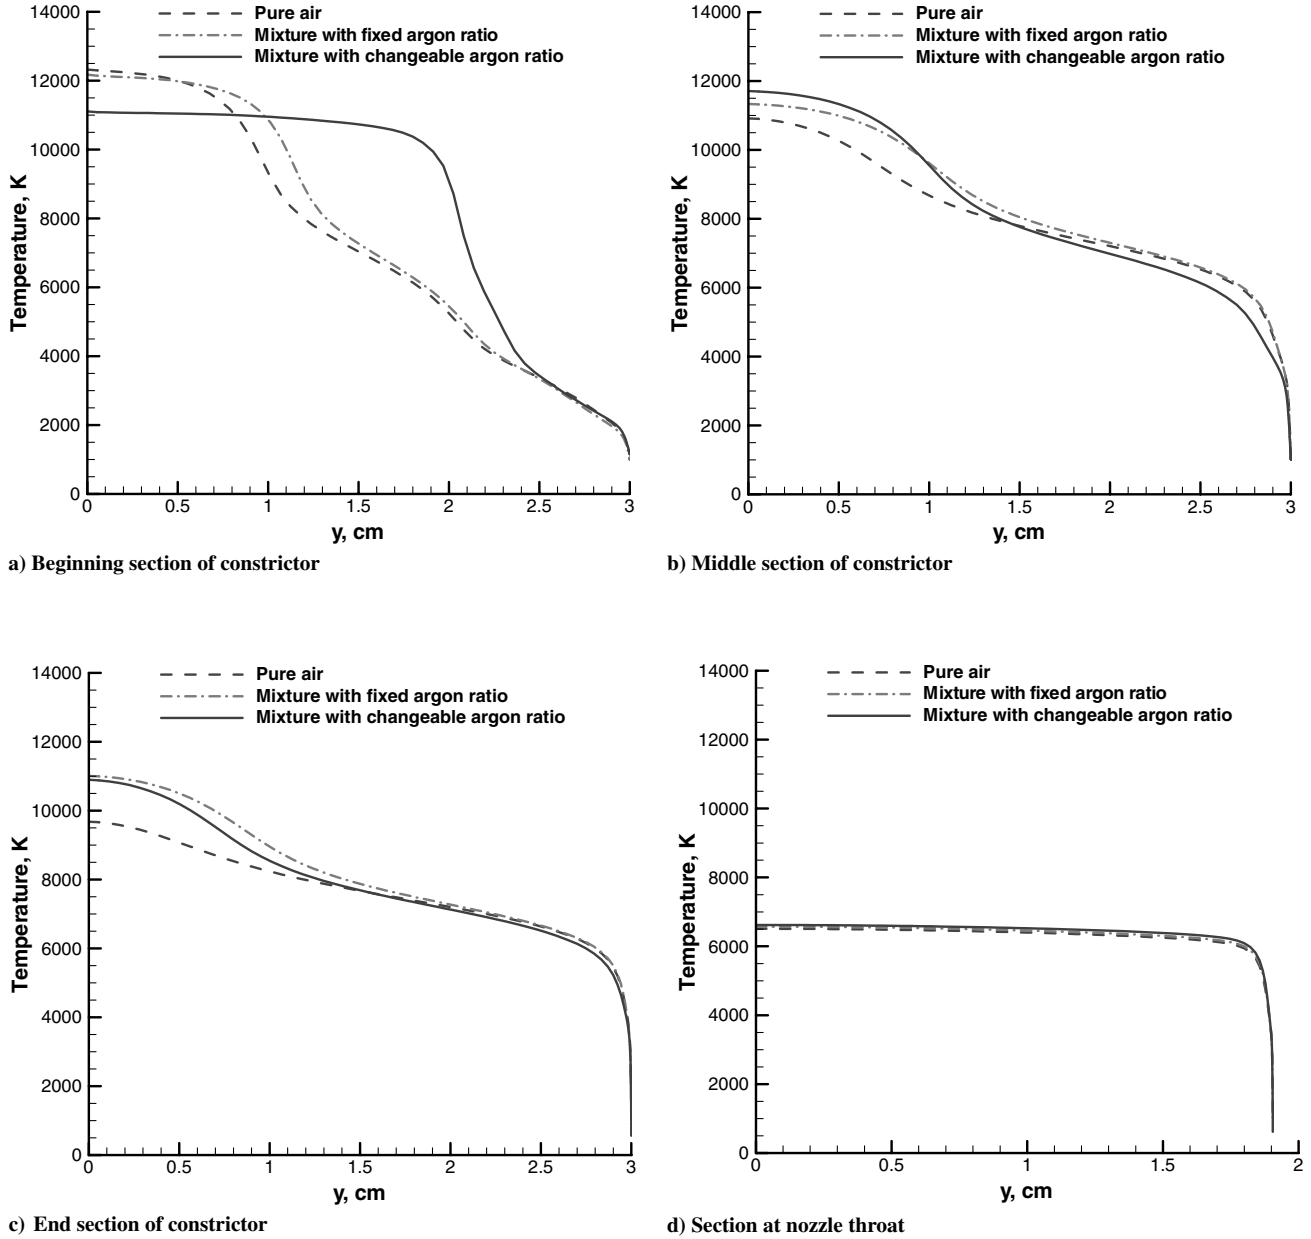 Pure air
Mixture with fixed argon ratio
Mixture with changeable argon ratio
14000
12000
10000
8000
6000
4000
2000
0
Temperature, K
0 0.5 1 1.5 2 2.5 3
y, cm
a) Beginning section of constrictor
Pure air
Mixture with fixed argon ratio
Mixture with changeable argon ratio
14000
12000
10000
8000
6000
4000
2000
0
Temperature, K
0 0.5 1 1.5 2 2.5 3
y, cm
b) Middle section of constrictor
Pure air
Mixture with fixed argon ratio
Mixture with changeable argon ratio
14000
12000
10000
8000
6000
4000
2000
0
Temperature, K
0 0.5 1 1.5 2 2.5 3
y, cm
c) End section of constrictor
Pure air
Mixture with fixed argon ratio
Mixture with changeable argon ratio
14000
12000
10000
8000
6000
4000
2000
0
Temperature, K
0 0.5 1 1.5 2
y, cm
d) Section at nozzle throat